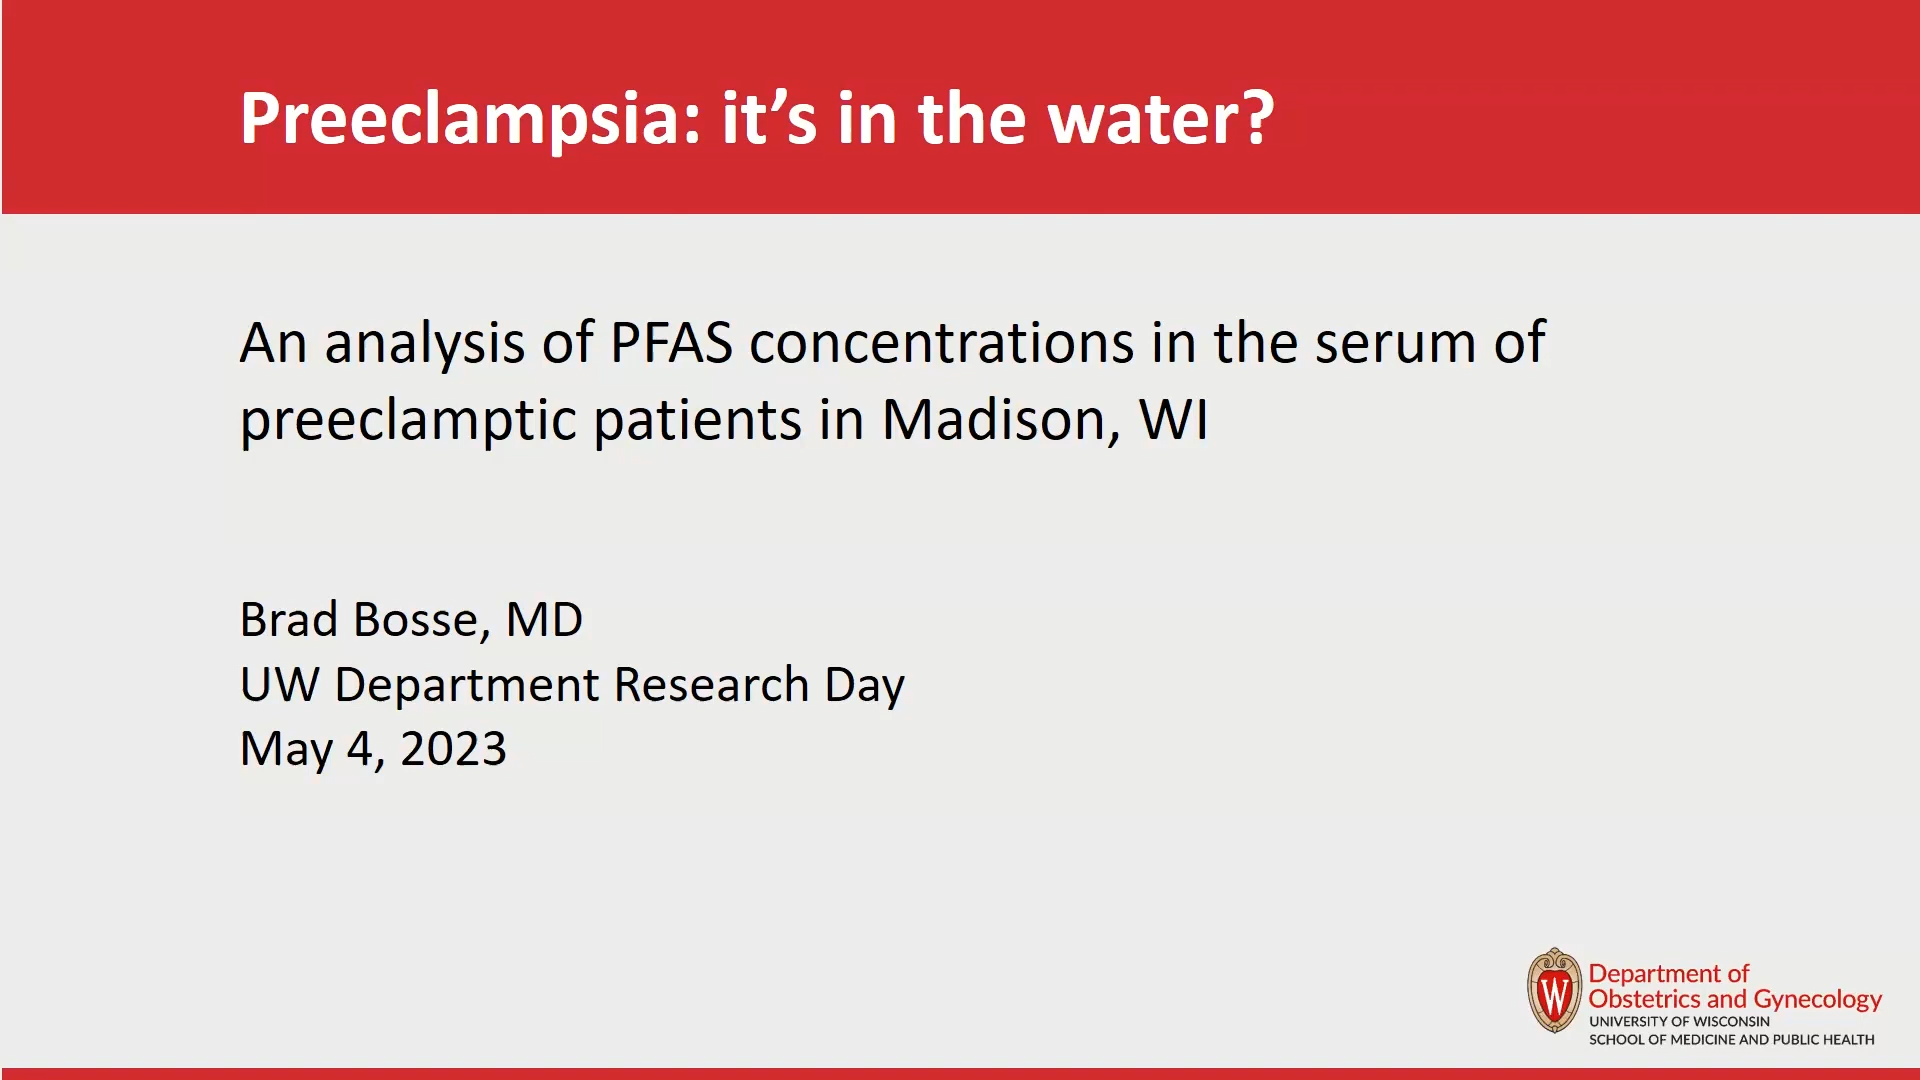 Preeclampsia: it’s in the water?
An analysis of PFAS concentrations in the serum of
preeclamptic patients in Madison, WI
Brad Bosse, MD
UW Department Research Day
May 4, 2023
W
Department of
Obstetrics and Gynecology
UNIVERSITY OF WISCONSIN
SCHOOL OF MEDICINE AND PUBLIC HEALTH